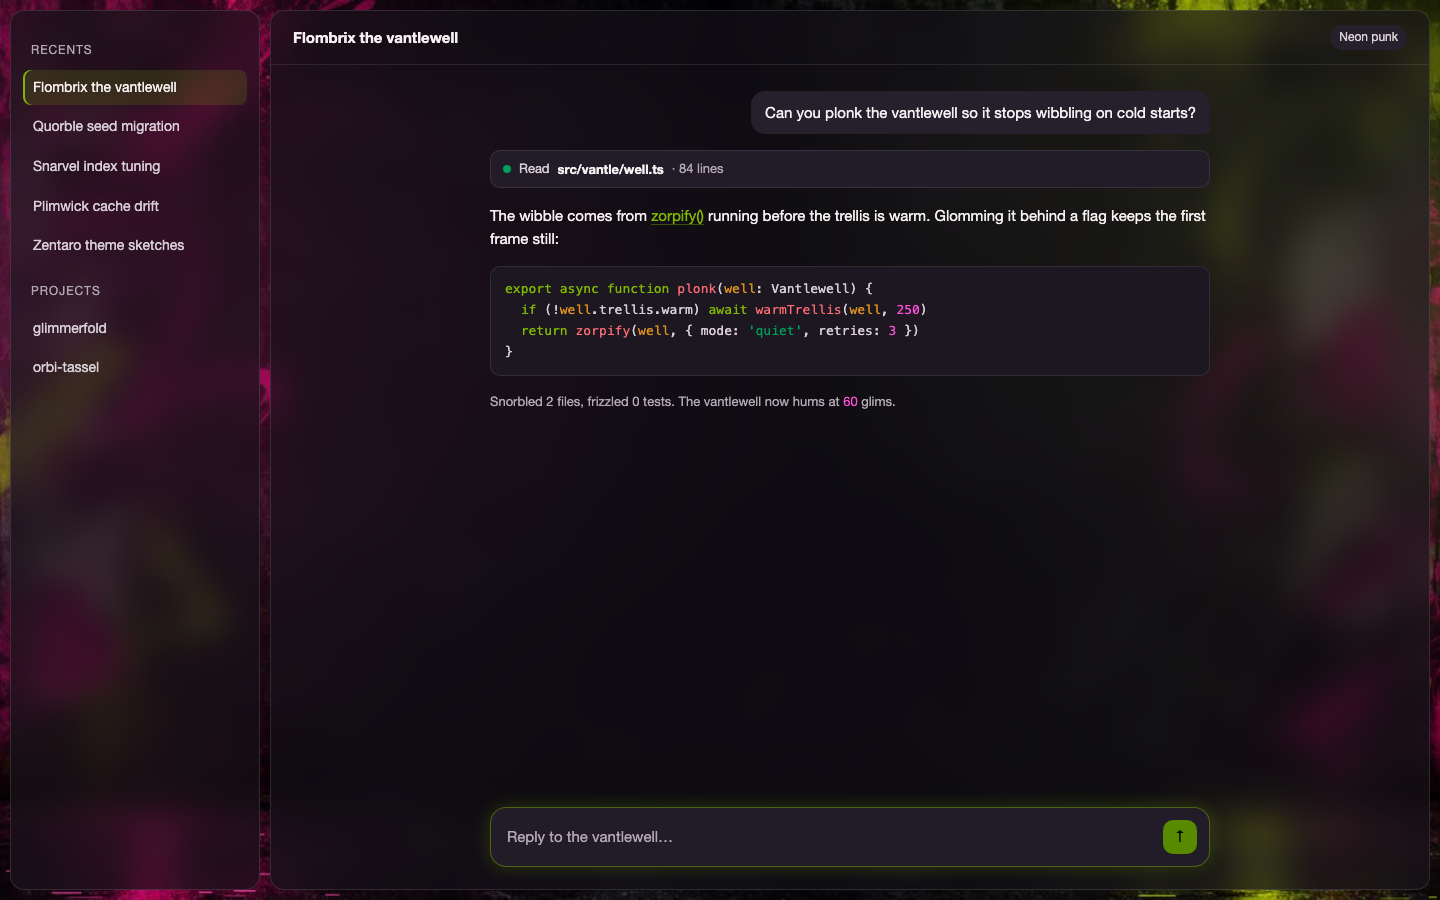 RECENTS
Flombrix the vantlewell
Quorble seed migration
Snarvel index tuning
Plimwick cache drift
Zentaro theme sketches
PROJECTS
glimmerfold
orbi-tassel
Flombrix the vantlewell
Neon punk
Can you plonk the vantlewell so it stops wibbling on cold starts?
Read src/vantle/well.ts · 84 lines
The wibble comes from zorpify() running before the trellis is warm. Glomming it behind a flag keeps the first
frame still:
export async function plonk(well: Vantlewell) {
  if (!well.trellis.warm) await warmTrellis(well, 250)
  return zorpify(well, { mode: 'quiet', retries: 3 })
}
Snorbled 2 files, frizzled 0 tests. The vantlewell now hums at 60 glims.
Reply to the vantlewell…
↑